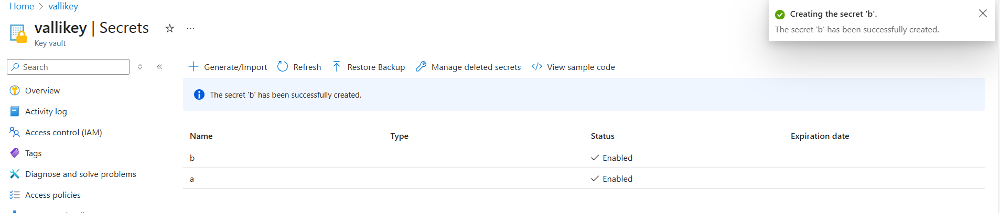 Home > vallikey
vallikey | Secrets
Key vault
Creating the secret 'b'.
The secret 'b' has been successfully created.
Search
Generate/Import Refresh Restore Backup Manage deleted secrets View sample code
The secret 'b' has been successfully created.
Overview
Activity log
Access control (IAM)
Tags
Diagnose and solve problems
Access policies
Name Type Status Expiration date
b Enabled
a Enabled